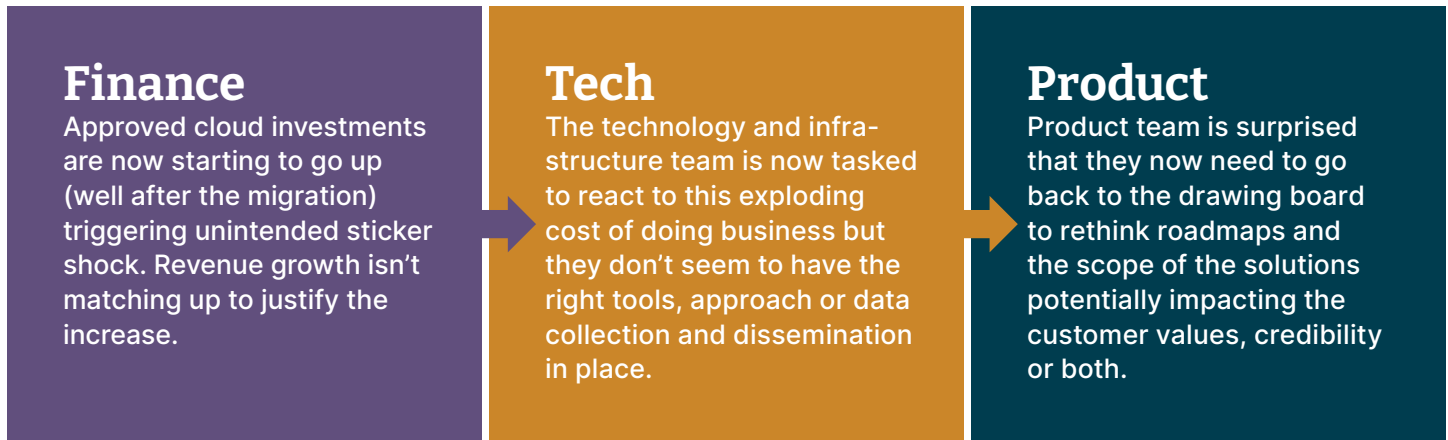 Finance
Approved cloud investments
are now starting to go up
(well after the migration)
triggering unintended sticker
shock. Revenue growth isn’t
matching up to justify the
increase.
Tech
The technology and infra-
structure team is now tasked
to react to this exploding
cost of doing business but
they don’t seem to have the
right tools, approach or data
collection and dissemination
in place.
Product
Product team is surprised
that they now need to go
back to the drawing board
to rethink roadmaps and
the scope of the solutions
potentially impacting the
customer values, credibility
or both.